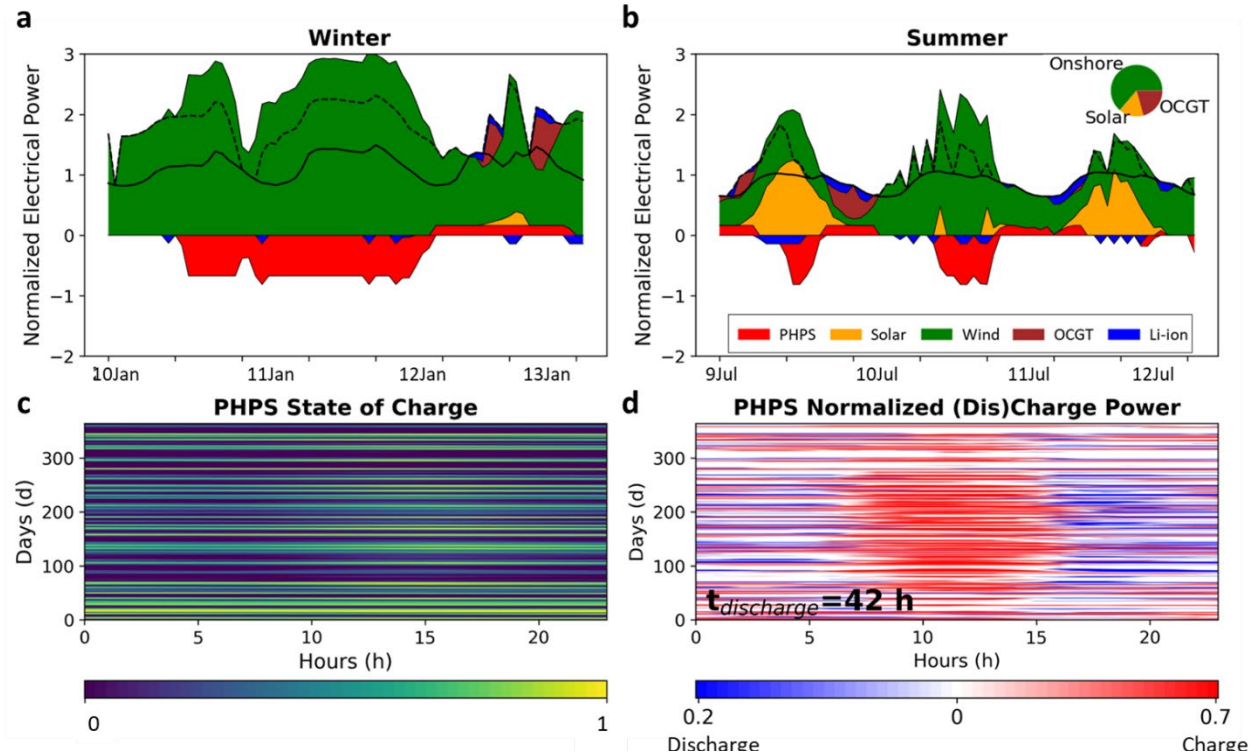 a
Winter
Normalized Electrical Power
3
2
1
0
−1
−2
10Jan
11Jan
12Jan
13Jan
b
Summer
Normalized Electrical Power
3
2
1
0
−1
−2
Onshore
Solar
OCGT
PHPS
Solar
Wind
OCGT
Li-ion
9Jul
10Jul
11Jul
12Jul
c
PHPS State of Charge
Days (d)
300
200
100
0
0 5 10 15 20
Hours (h)
0 1
d
PHPS Normalized (Dis)Charge Power
Days (d)
300
200
100
0
tdischarge=42 h
0 5 10 15 20
Hours (h)
0.2 0 0.7
Discharge Charge